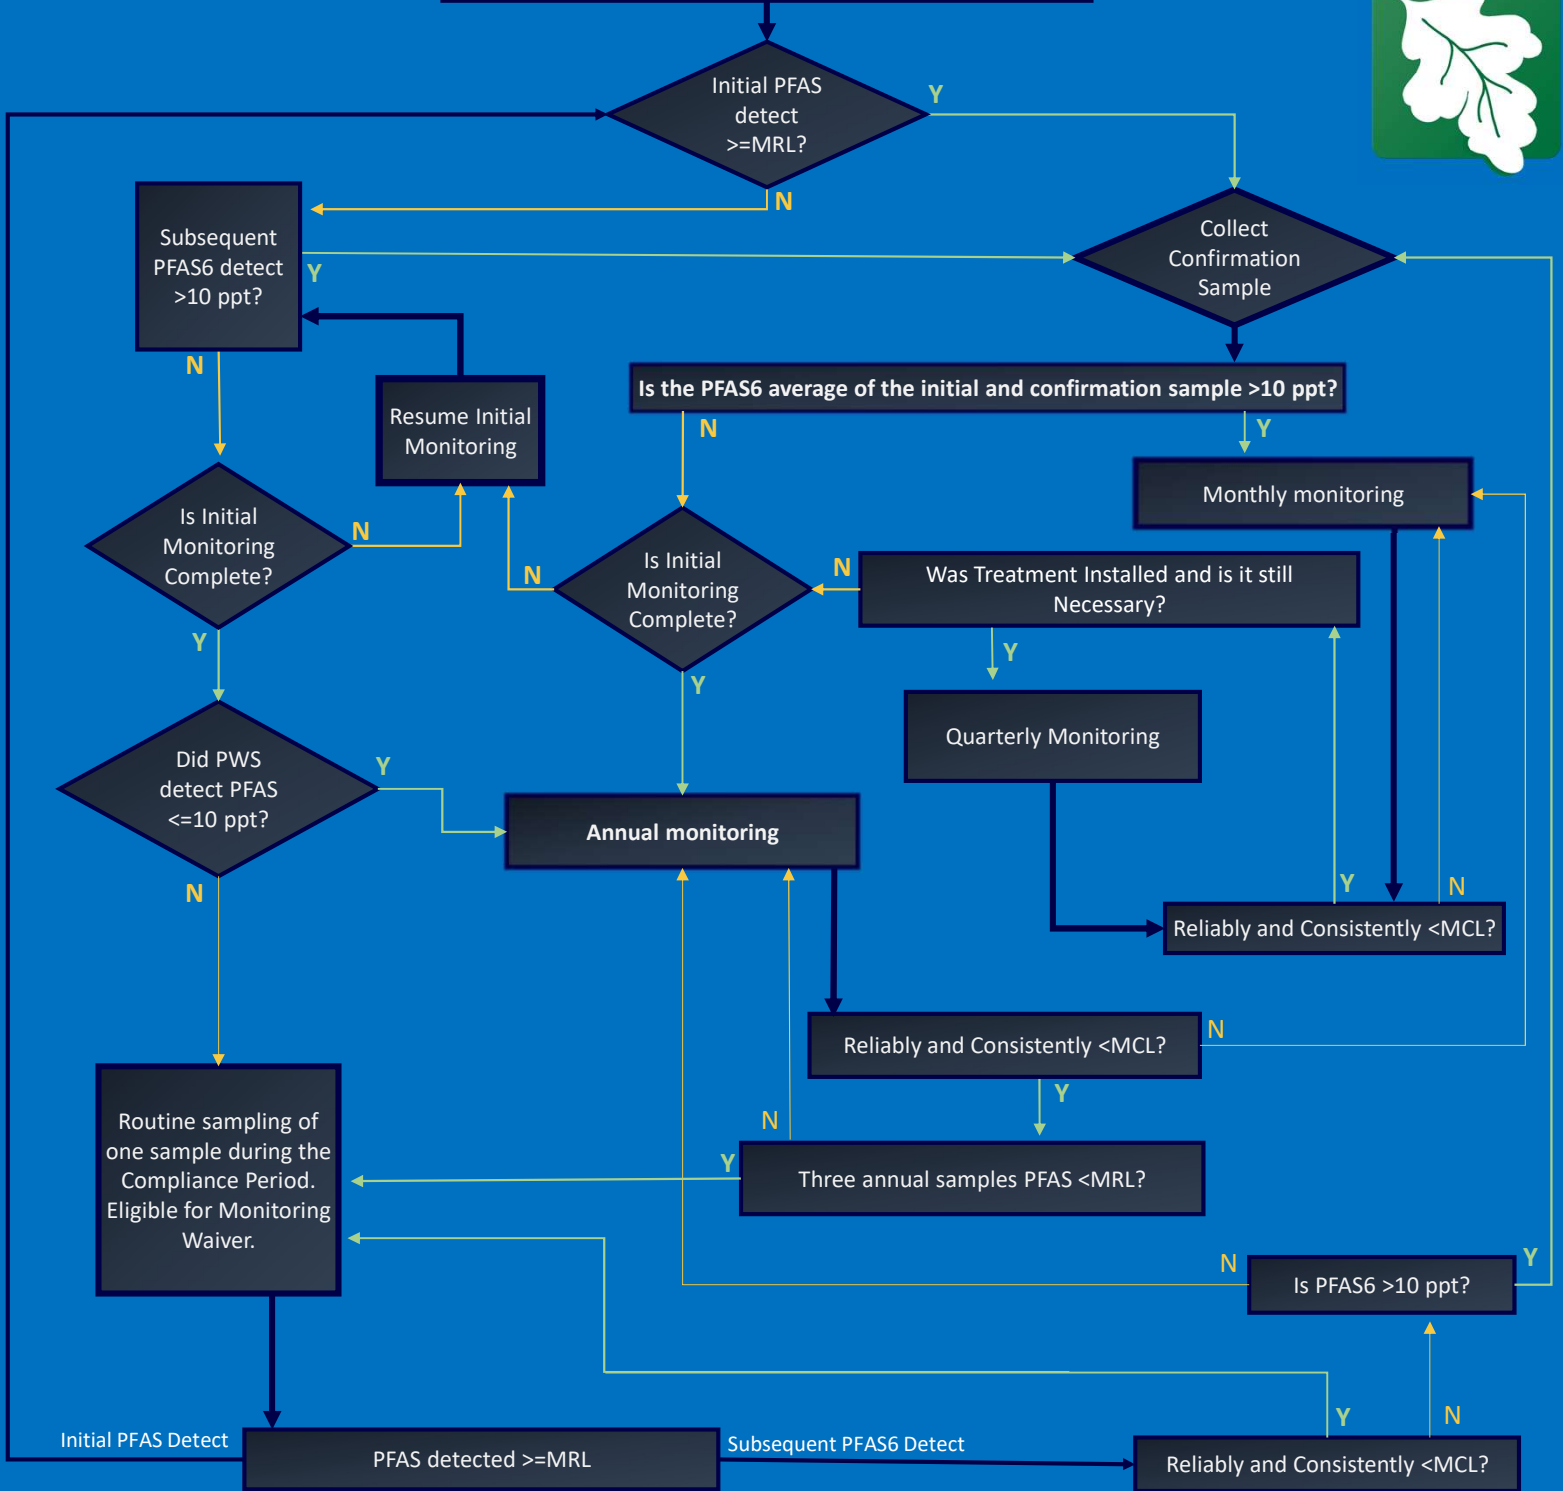 Initial PFAS
detect
>=MRL?
Y
N
Subsequent
PFAS6 detect
>10 ppt?
Y
N
Collect
Confirmation
Sample
Is the PFAS6 average of the initial and confirmation sample >10 ppt?
N
Y
Resume Initial
Monitoring
Monthly monitoring
Is Initial
Monitoring
Complete?
N
Y
Is Initial
Monitoring
Complete?
N
Y
Was Treatment Installed and is it still
Necessary?
N
Y
Quarterly Monitoring
Did PWS
detect PFAS
<=10 ppt?
Y
N
Annual monitoring
Y
N
Reliably and Consistently <MCL?
Reliably and Consistently <MCL?
N
Y
Three annual samples PFAS <MRL?
N
Y
Routine sampling of
one sample during the
Compliance Period.
Eligible for Monitoring
Waiver.
Is PFAS6 >10 ppt?
N
Y
Initial PFAS Detect
PFAS detected >=MRL
Subsequent PFAS6 Detect
Y
N
Reliably and Consistently <MCL?